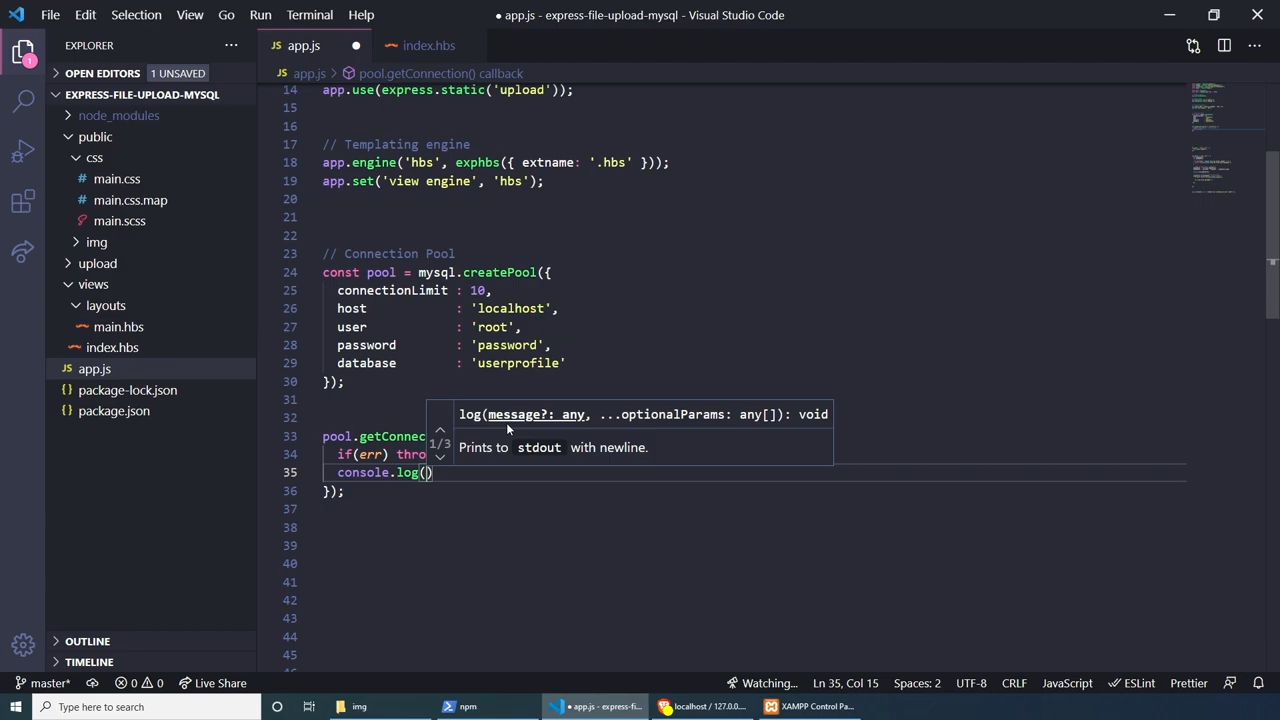 File Edit Selection View Go Run Terminal Help
● app.js - express-file-upload-mysql - Visual Studio Code
EXPLORER
JS app.js
index.hbs
OPEN EDITORS 1 UNSAVED
JS app.js > pool.getConnection() callback
EXPRESS-FILE-UPLOAD-MYSQL
node_modules
public
css
# main.css
# main.css.map
main.scss
img
upload
views
layouts
main.hbs
index.hbs
JS app.js
{} package-lock.json
{} package.json
OUTLINE
TIMELINE
1
14 app.use(express.static('upload'));
15
16
17 // Templating engine
18 app.engine('hbs', exphbs({ extname: '.hbs' }));
19 app.set('view engine', 'hbs');
20
21
22
23 // Connection Pool
24 const pool = mysql.createPool({
25 connectionLimit : 10,
26 host : 'localhost',
27 user : 'root',
28 password : 'password',
29 database : 'userprofile'
30 });
31
32
33 pool.getConnec
34 if(err) thro
35 console.log()
36 });
37
38
39
40
41
42
43
44
45
log(message?: any, ...optionalParams: any[]): void
1/3
Prints to stdout with newline.
master* 0 0 Live Share
Watching... Ln 35, Col 15 Spaces: 2 UTF-8 CRLF JavaScript ESLint Prettier
Type here to search
img
npm
● app.js - express-fi...
localhost / 127.0.0....
XAMPP Control Pa...